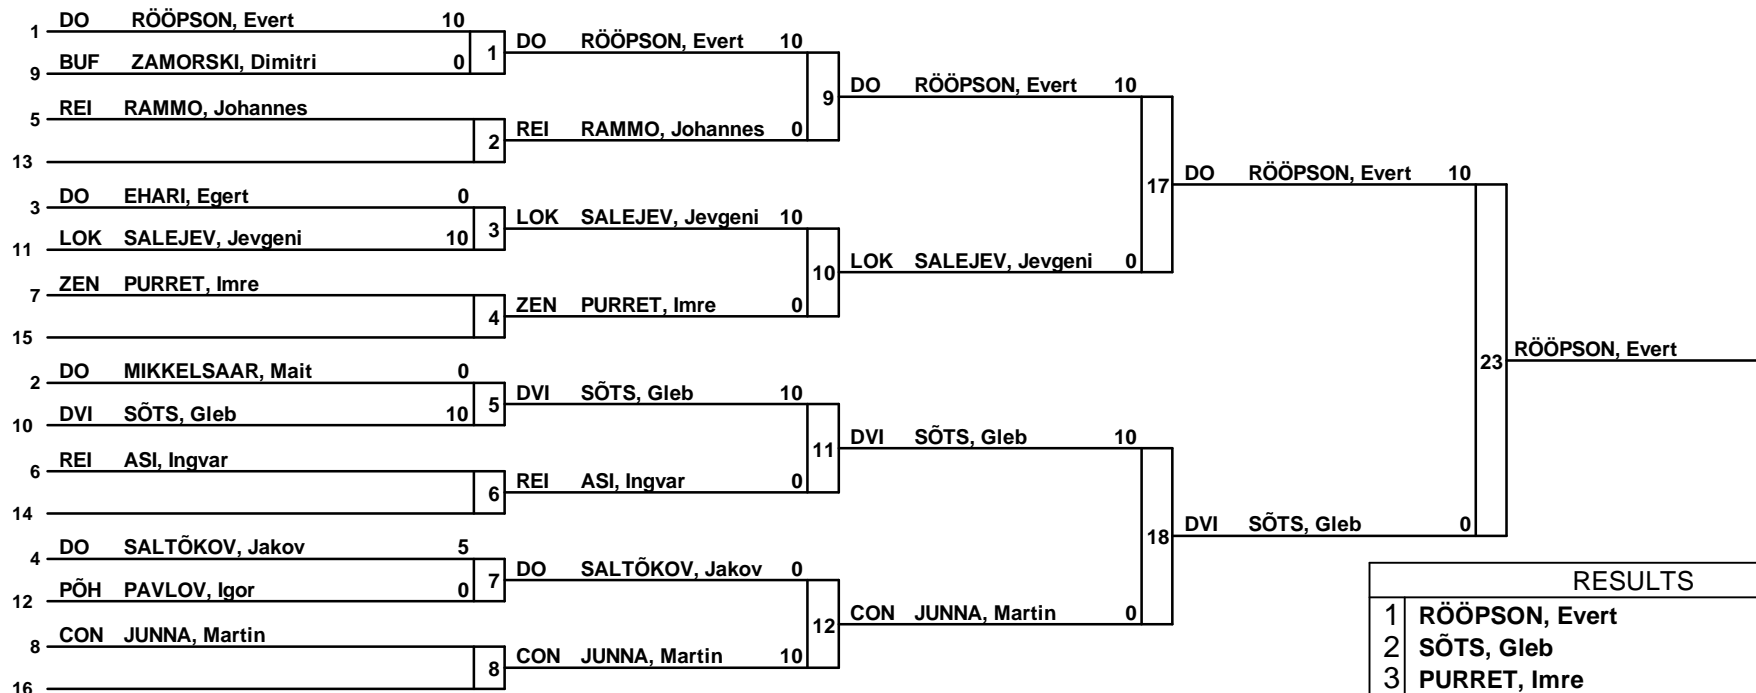 1 DO RÖÖPSON, Evert 10
9 BUF ZAMORSKI, Dimitri 0
1
5 REI RAMMO, Johannes
13
2
3 DO EHARI, Egert 0
11 LOK SALEJEV, Jevgeni 10
3
7 ZEN PURRET, Imre
15
4
2 DO MIKKELSAAR, Mait 0
10 DVI SÕTS, Gleb 10
5
6 REI ASI, Ingvar
14
6
4 DO SALTÕKOV, Jakov 5
12 PÕH PAVLOV, Igor 0
7
8 CON JUNNA, Martin
16
8
DO RÖÖPSON, Evert 10
REI RAMMO, Johannes 0
9
LOK SALEJEV, Jevgeni 10
ZEN PURRET, Imre 0
10
DVI SÕTS, Gleb 10
REI ASI, Ingvar 0
11
DO SALTÕKOV, Jakov 0
CON JUNNA, Martin 10
12
DO RÖÖPSON, Evert 10
LOK SALEJEV, Jevgeni 0
17
DVI SÕTS, Gleb 10
CON JUNNA, Martin 0
18
DO RÖÖPSON, Evert 10
DVI SÕTS, Gleb 0
23
RÖÖPSON, Evert
RESULTS
1 RÖÖPSON, Evert
2 SÕTS, Gleb
3 PURRET, Imre